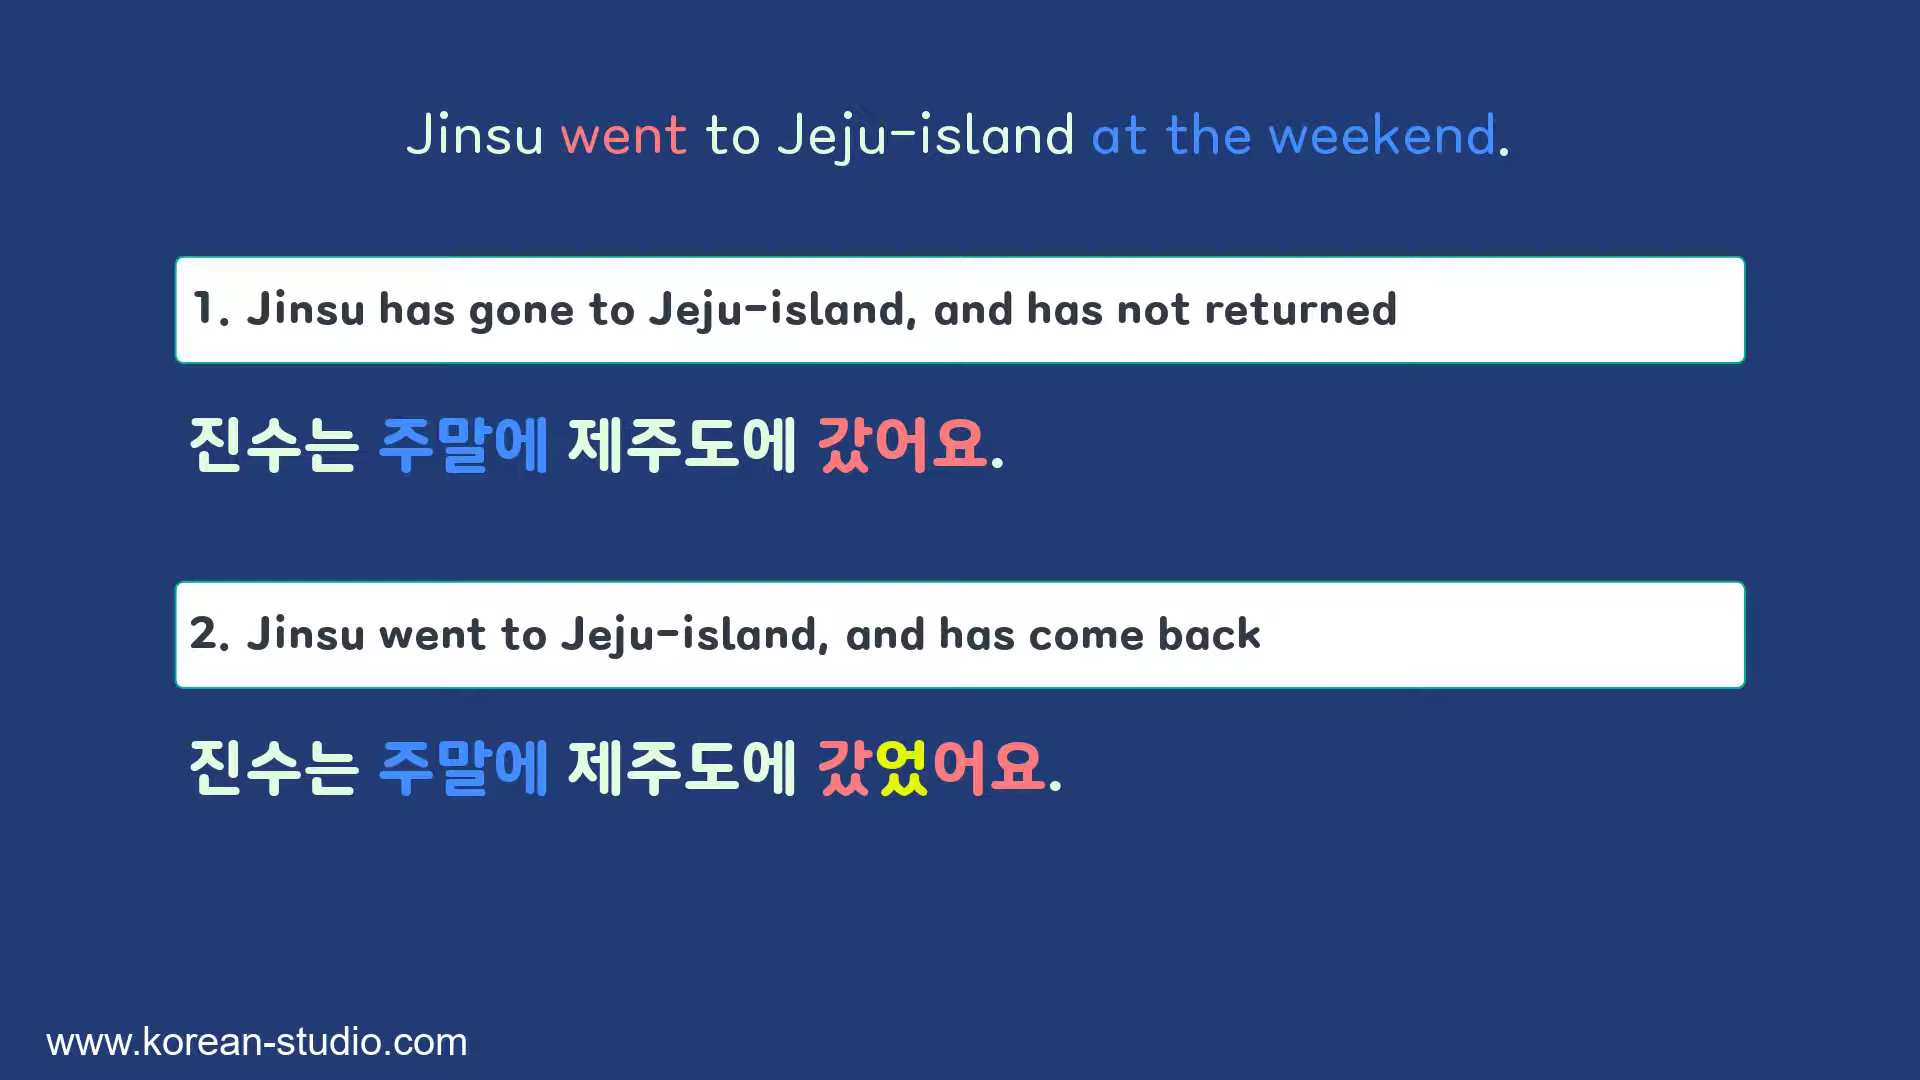 Jinsu went to Jeju-island at the weekend.
1. Jinsu has gone to Jeju-island, and has not returned
진수는 주말에 제주도에 갔어요.
2. Jinsu went to Jeju-island, and has come back
진수는 주말에 제주도에 갔었어요.
www.korean-studio.com